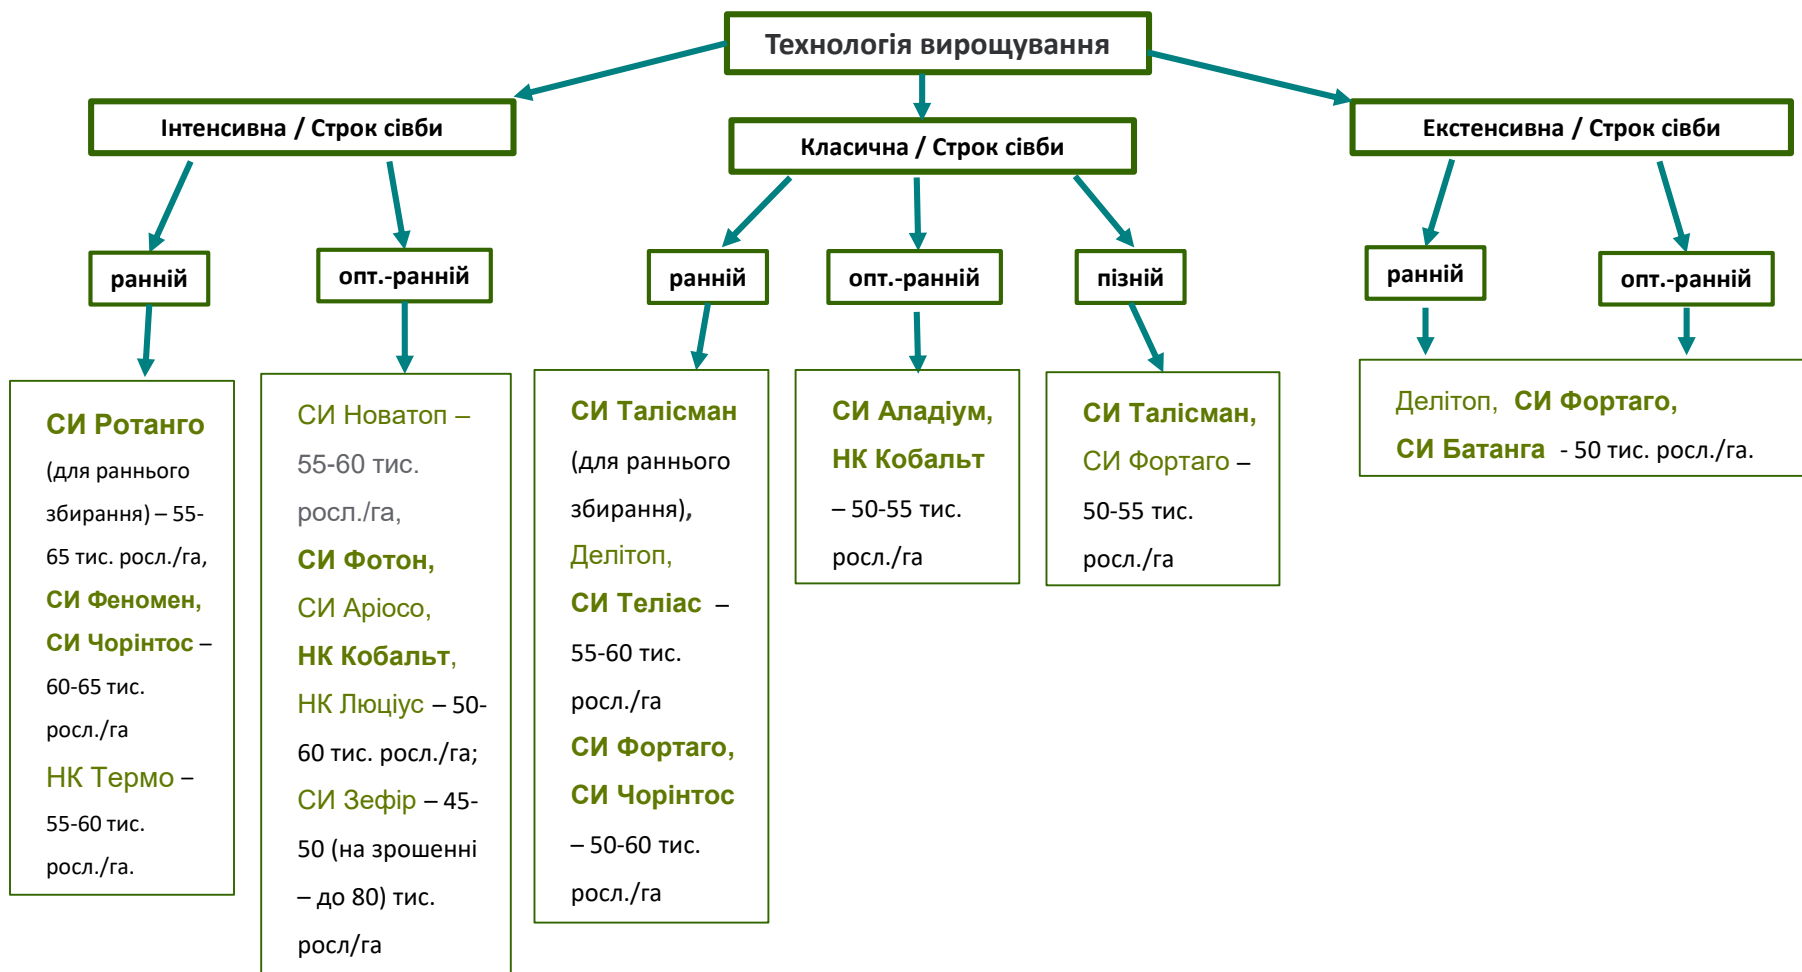 Технологія вирощування
Інтенсивна / Строк сівби
Класична / Строк сівби
Екстенсивна / Строк сівби
ранній
опт.-ранній
ранній
опт.-ранній
пізній
ранній
опт.-ранній
СИ Ротанго
(для раннього
збирання) – 55-
65 тис. росл./га,
СИ Феномен,
СИ Чорінтос –
60-65 тис.
росл./га
НК Термо –
55-60 тис.
росл./га.
СИ Новатоп –
55-60 тис.
росл./га,
СИ Фотон,
СИ Аріосо,
НК Кобальт,
НК Люціус – 50-
60 тис. росл./га;
СИ Зефір – 45-
50 (на зрошенні
– до 80) тис.
росл/га
СИ Талісман
(для раннього
збирання),
Делітоп,
СИ Теліас –
55-60 тис.
росл./га
СИ Фортаго,
СИ Чорінтос
– 50-60 тис.
росл./га
СИ Аладіум,
НК Кобальт
– 50-55 тис.
росл./га
СИ Талісман,
СИ Фортаго –
50-55 тис.
росл./га
Делітоп, СИ Фортаго,
СИ Батанга - 50 тис. росл./га.